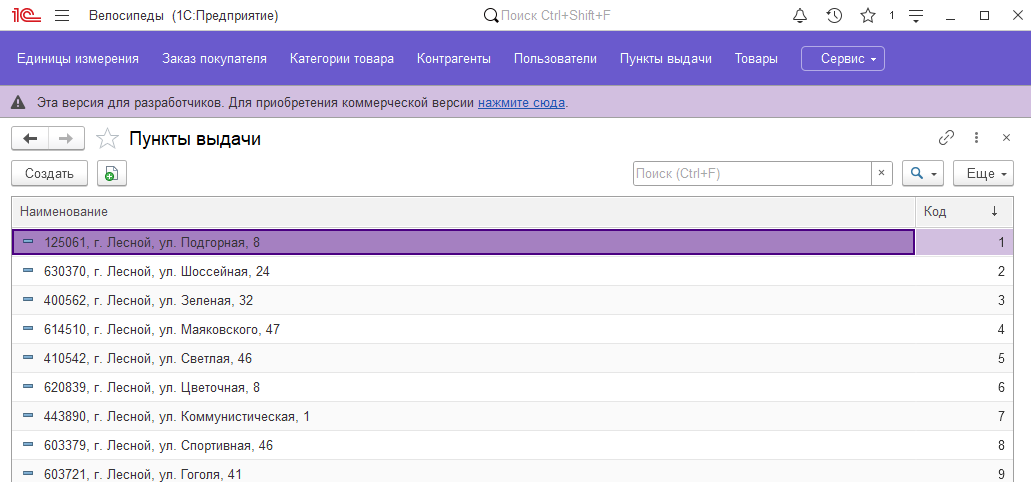 1С Велосипеды (1С:Предприятие) Поиск Ctrl+Shift+F 1
Единицы измерения Заказ покупателя Категории товара Контрагенты Пользователи Пункты выдачи Товары Сервис
Эта версия для разработчиков. Для приобретения коммерческой версии нажмите сюда.
Пункты выдачи
Создать Поиск (Ctrl+F) × Еще
Наименование Код ↓
125061, г. Лесной, ул. Подгорная, 8 1
630370, г. Лесной, ул. Шоссейная, 24 2
400562, г. Лесной, ул. Зеленая, 32 3
614510, г. Лесной, ул. Маяковского, 47 4
410542, г. Лесной, ул. Светлая, 46 5
620839, г. Лесной, ул. Цветочная, 8 6
443890, г. Лесной, ул. Коммунистическая, 1 7
603379, г. Лесной, ул. Спортивная, 46 8
603721, г. Лесной, ул. Гоголя, 41 9